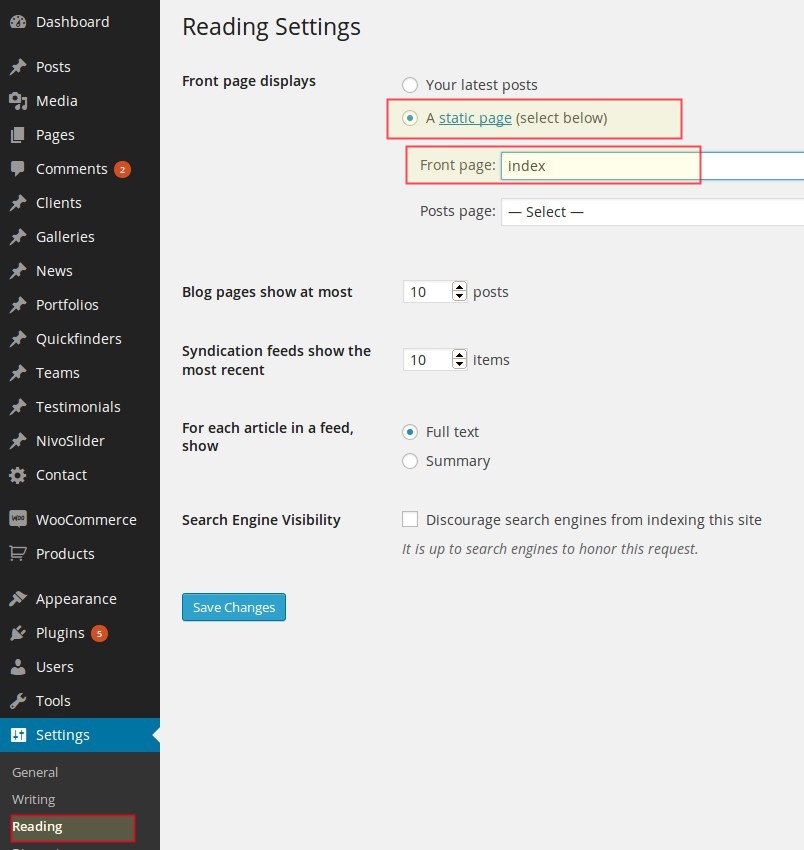 Dashboard
Posts
Media
Pages
Comments 2
Clients
Galleries
News
Portfolios
Quickfinders
Teams
Testimonials
NivoSlider
Contact
WOO WooCommerce
Products
Appearance
Plugins 5
Users
Tools
Settings
General
Writing
Reading
Reading Settings
Front page displays
Your latest posts
A static page (select below)
Front page: index
Posts page: — Select —
Blog pages show at most 10 posts
Syndication feeds show the
most recent
10 items
For each article in a feed,
show
Full text
Summary
Search Engine Visibility
Discourage search engines from indexing this site
It is up to search engines to honor this request.
Save Changes